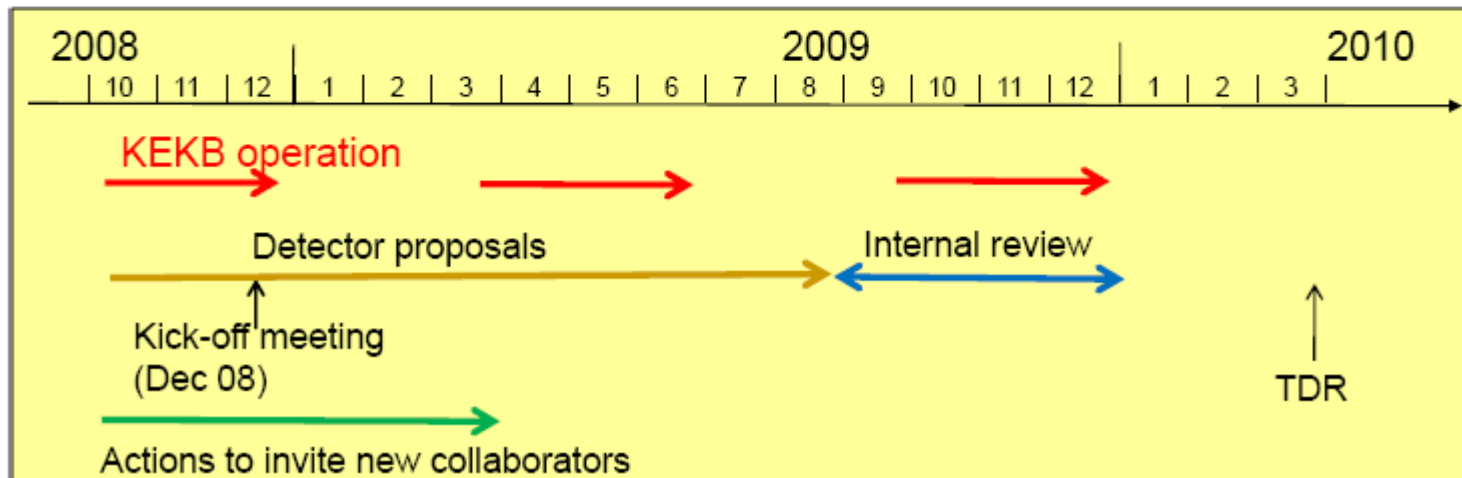 2008 2009 2010
10 11 12 1 2 3 4 5 6 7 8 9 10 11 12 1 2 3
KEKB operation
Detector proposals Internal review
Kick-off meeting
(Dec 08)
TDR
Actions to invite new collaborators